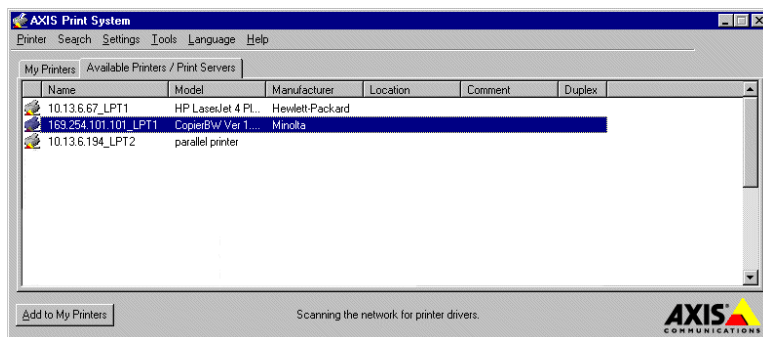 AXIS Print System
Printer Search Settings Tools Language Help
My Printers Available Printers / Print Servers
Name Model Manufacturer Location Comment Duplex
10.13.6.67_LPT1 HP LaserJet 4 Pl... Hewlett-Packard
169.254.101.101_LPT1 CopierBW Ver 1.... Minolta
10.13.6.194_LPT2 parallel printer
Add to My Printers Scanning the network for printer drivers. AXIS
COMMUNICATIONS